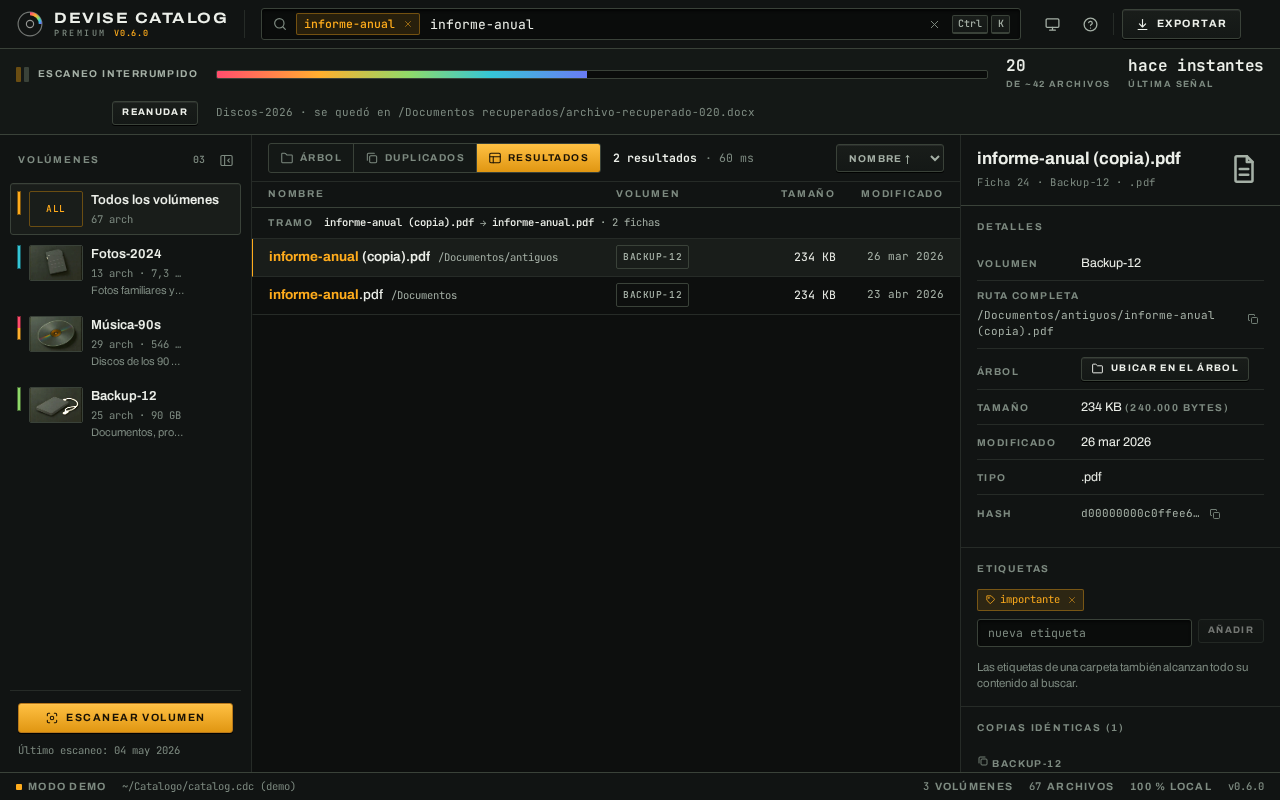 DEVISE CATALOG
PREMIUM V0.6.0
informe-anual × informe-anual
Ctrl K
EXPORTAR
ESCANEO INTERRUMPIDO
20
DE ~42 ARCHIVOS
hace instantes
ÚLTIMA SEÑAL
REANUDAR
Discos-2026 · se quedó en /Documentos recuperados/archivo-recuperado-020.docx
VOLÚMENES 03
ALL
Todos los volúmenes
67 arch
Fotos-2024
13 arch · 7,3 …
Fotos familiares y…
Música-90s
29 arch · 546 …
Discos de los 90 …
Backup-12
25 arch · 90 GB
Documentos, pro…
ESCANEAR VOLUMEN
Último escaneo: 04 may 2026
ÁRBOL DUPLICADOS RESULTADOS 2 resultados · 60 ms NOMBRE ↑
NOMBRE VOLUMEN TAMAÑO MODIFICADO
TRAMO informe-anual (copia).pdf → informe-anual.pdf · 2 fichas
informe-anual (copia).pdf /Documentos/antiguos BACKUP-12 234 KB 26 mar 2026
informe-anual.pdf /Documentos BACKUP-12 234 KB 23 abr 2026
informe-anual (copia).pdf
Ficha 24 · Backup-12 · .pdf
DETALLES
VOLUMEN Backup-12
RUTA COMPLETA
/Documentos/antiguos/informe-anual
(copia).pdf
ÁRBOL UBICAR EN EL ÁRBOL
TAMAÑO 234 KB (240.000 BYTES)
MODIFICADO 26 mar 2026
TIPO .pdf
HASH d00000000c0ffee6…
ETIQUETAS
importante ×
nueva etiqueta AÑADIR
Las etiquetas de una carpeta también alcanzan todo su
contenido al buscar.
COPIAS IDÉNTICAS (1)
BACKUP-12
MODO DEMO ~/Catalogo/catalog.cdc (demo)
3 VOLÚMENES 67 ARCHIVOS 100 % LOCAL v0.6.0